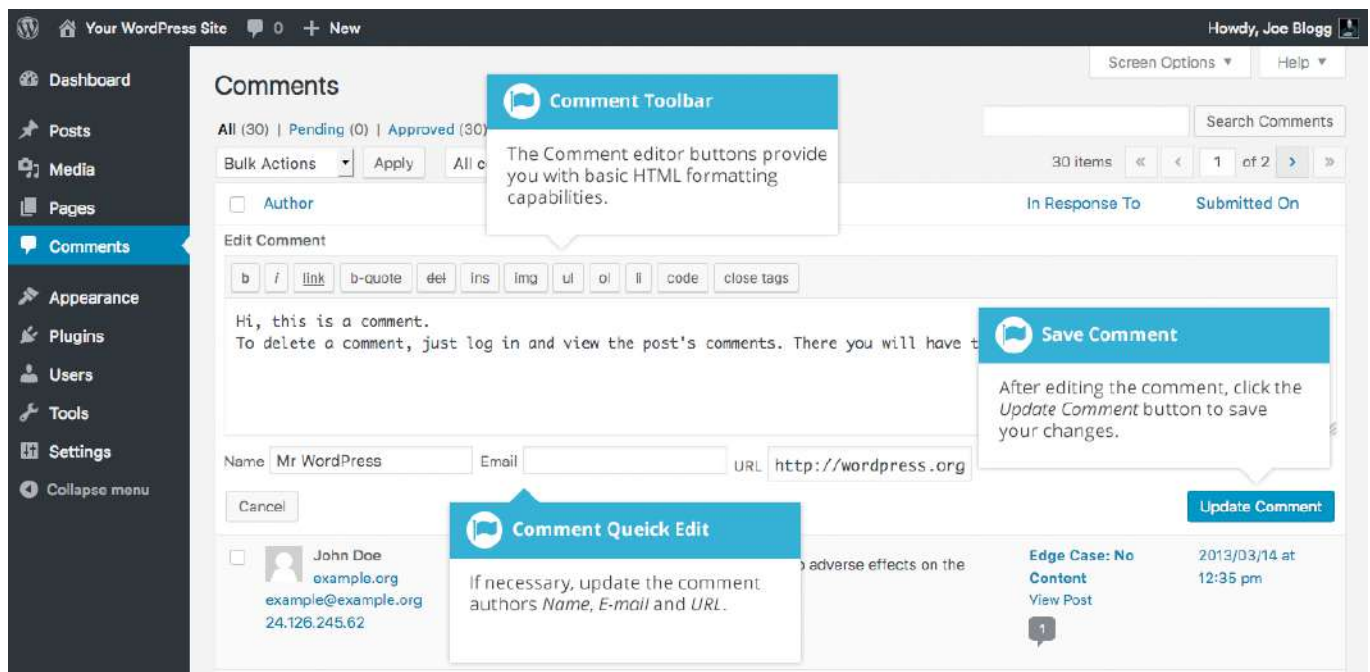 Your WordPress Site 0 + New Howdy, Joe Blogg
Screen Options Help
Dashboard
Posts
Media
Pages
Comments
Appearance
Plugins
Users
Tools
Settings
Collapse menu
Comments
All (30) | Pending (0) | Approved (30)
Search Comments
Bulk Actions Apply All
30 items « ‹ 1 of 2 › »
Author In Response To Submitted On
Comment Toolbar
The Comment editor buttons provide
you with basic HTML formatting
capabilities.
Edit Comment
b i link b-quote del ins img ul ol li code close tags
Hi, this is a comment.
To delete a comment, just log in and view the post's comments. There you will have
Save Comment
After editing the comment, click the
Update Comment button to save
your changes.
Name Mr WordPress Email URL http://wordpress.org
Cancel Update Comment
Comment Queick Edit
If necessary, update the comment
authors Name, E-mail and URL.
John Doe
example.org
example@example.org
24.126.245.62
adverse effects on the
Edge Case: No
Content
View Post
1
2013/03/14 at
12:35 pm